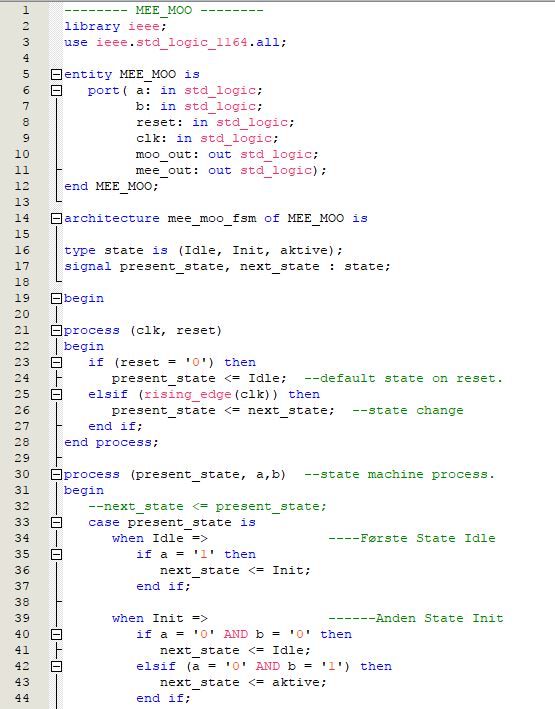 1 -------- MEE_MOO --------
2 library ieee;
3 use ieee.std_logic_1164.all;
4
5 entity MEE_MOO is
6 port( a: in std_logic;
7 b: in std_logic;
8 reset: in std_logic;
9 clk: in std_logic;
10 moo_out: out std_logic;
11 mee_out: out std_logic);
12 end MEE_MOO;
13
14 architecture mee_moo_fsm of MEE_MOO is
15
16 type state is (Idle, Init, aktive);
17 signal present_state, next_state : state;
18
19 begin
20
21 process (clk, reset)
22 begin
23 if (reset = '0') then
24 present_state <= Idle; --default state on reset.
25 elsif (rising_edge(clk)) then
26 present_state <= next_state; --state change
27 end if;
28 end process;
29
30 process (present_state, a,b) --state machine process.
31 begin
32 --next_state <= present_state;
33 case present_state is
34 when Idle => ----Første State Idle
35 if a = '1' then
36 next_state <= Init;
37 end if;
38
39 when Init => ------Anden State Init
40 if a = '0' AND b = '0' then
41 next_state <= Idle;
42 elsif (a = '0' AND b = '1') then
43 next_state <= aktive;
44 end if;